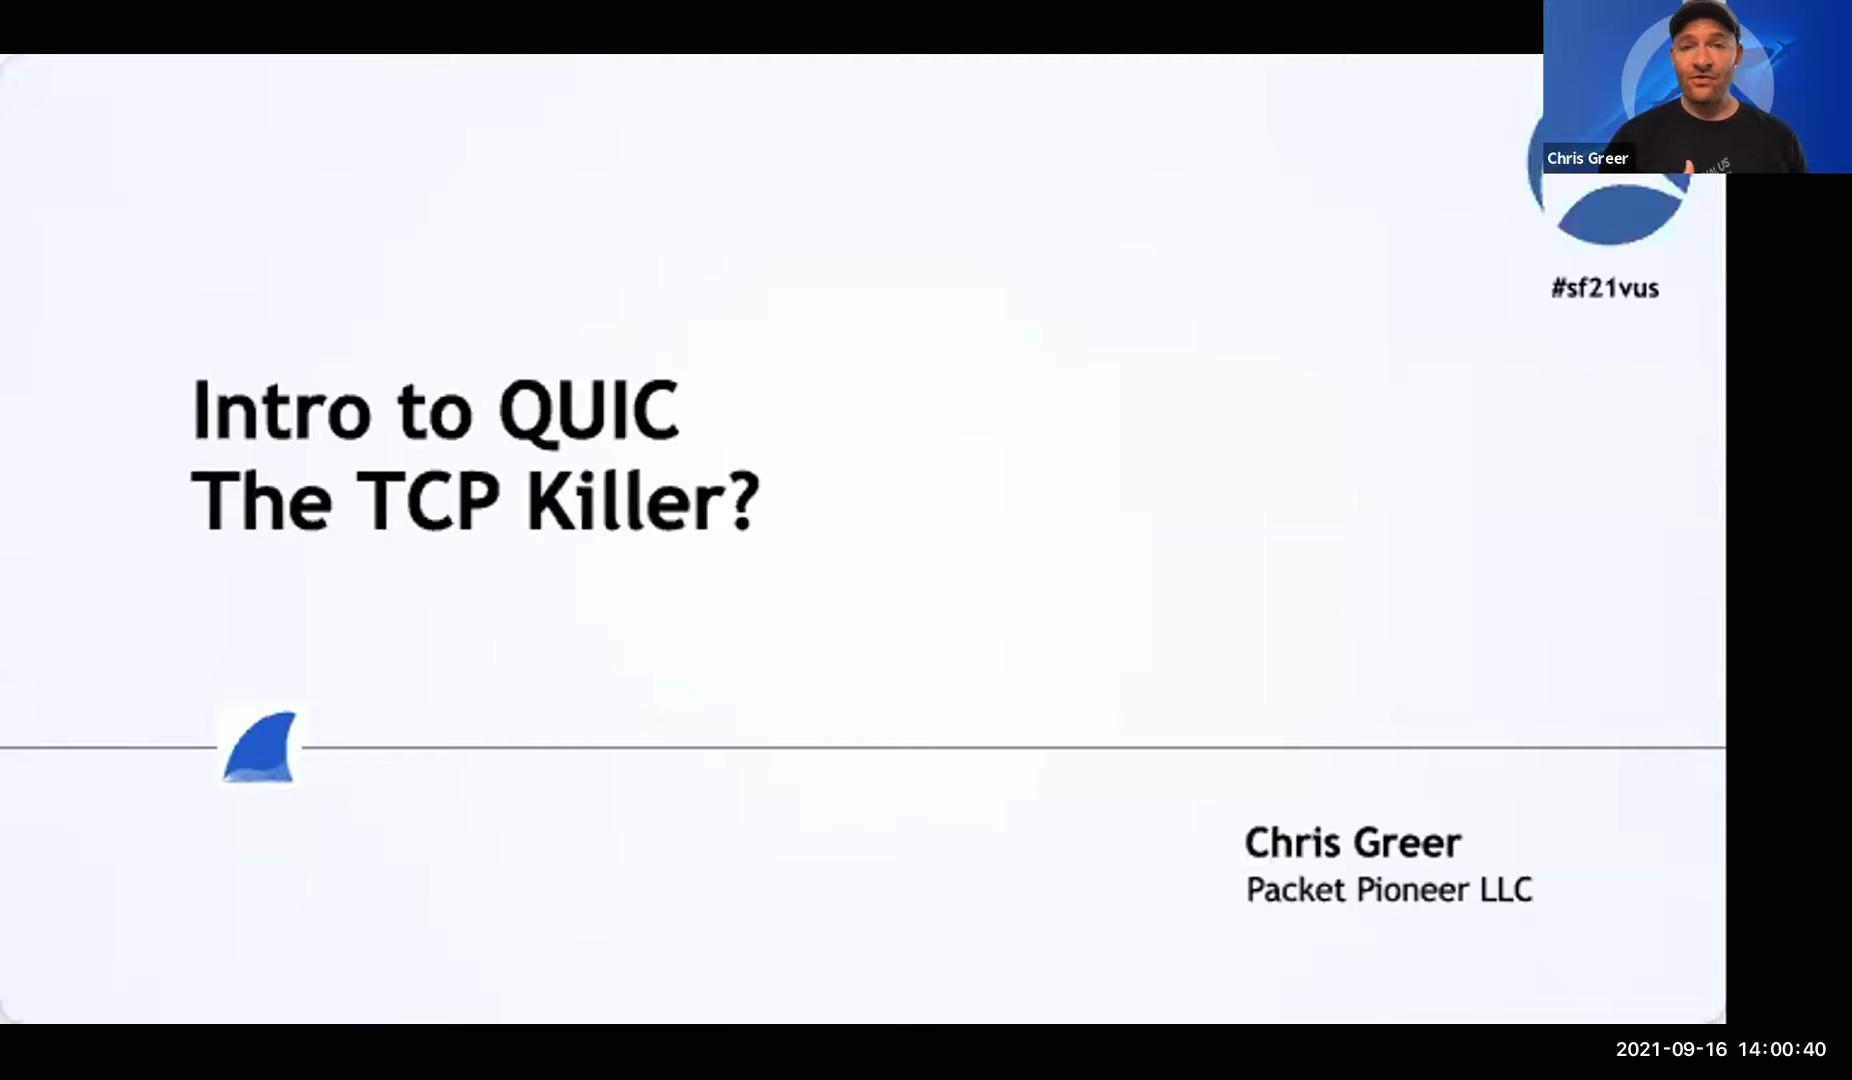 Chris Greer
#sf21vus
Intro to QUIC
The TCP Killer?
Chris Greer
Packet Pioneer LLC
2021-09-16 14:00:40